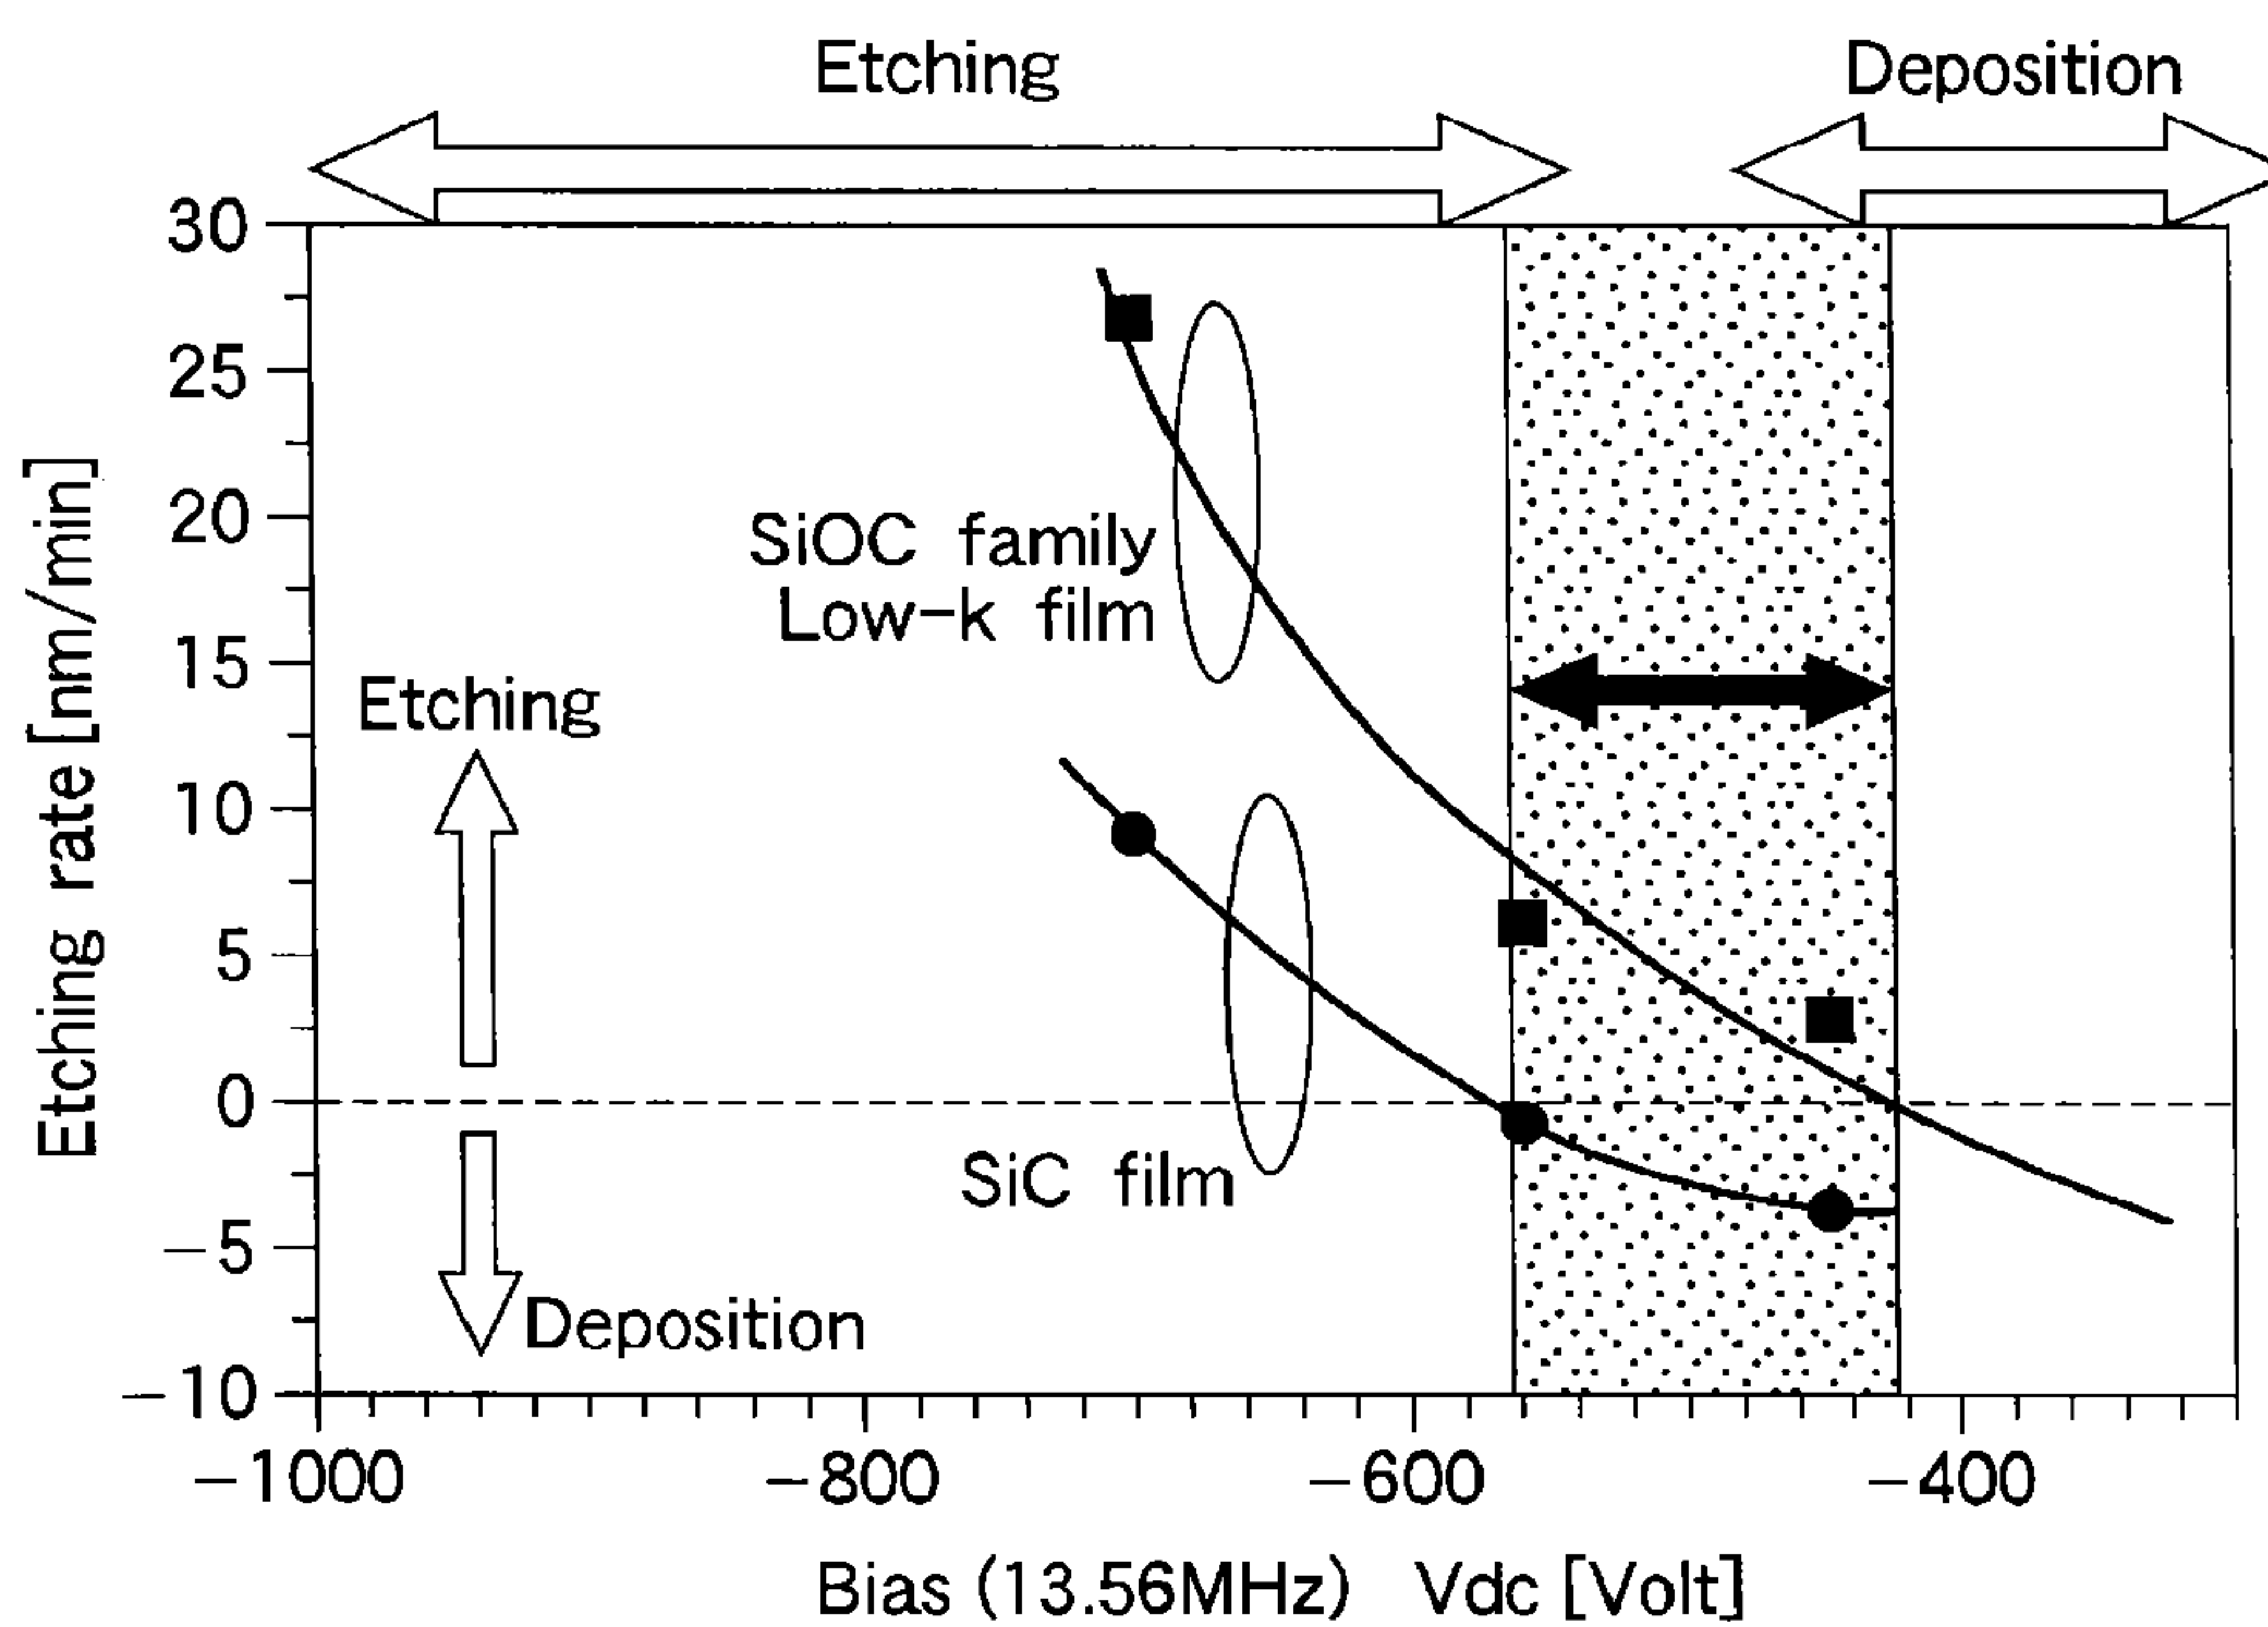 Etching
Deposition
30
25
20
15
10
5
0
−5
−10
Etching rate [nm/min]
SiOC family
Low-k film
Etching
SiC film
Deposition
−1000
−800
−600
−400
Bias (13.56MHz) Vdc [Volt]